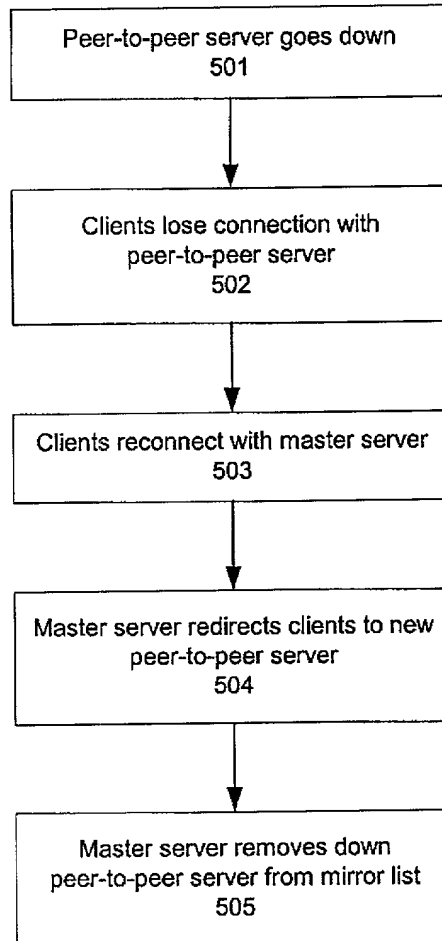 Peer-to-peer server goes down
501
Clients lose connection with
peer-to-peer server
502
Clients reconnect with master server
503
Master server redirects clients to new
peer-to-peer server
504
Master server removes down
peer-to-peer server from mirror list
505